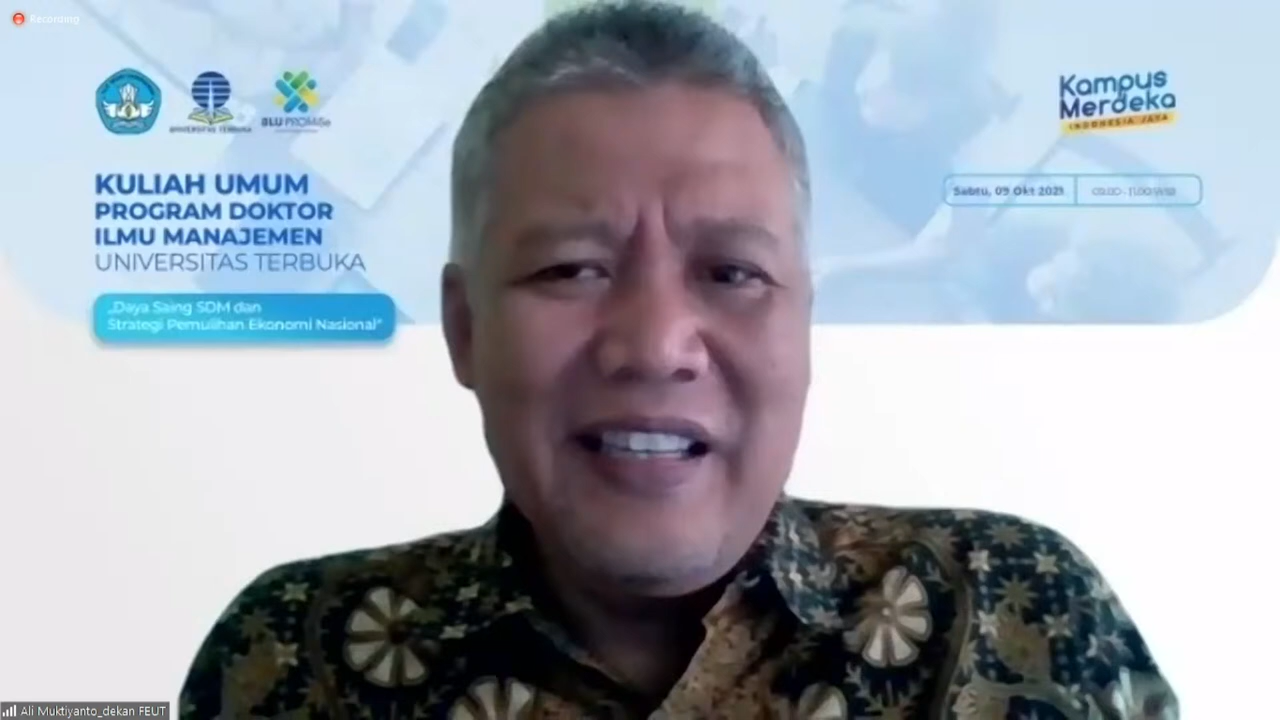 Recording
UNIVERSITAS TERBUKA
BLU PROMISe
Kampus
Merdeka
INDONESIA JAYA
KULIAH UMUM
PROGRAM DOKTOR
ILMU MANAJEMEN
UNIVERSITAS TERBUKA
Sabtu, 09 Okt 2021
09.00 - 11.00 WIB
„Daya Saing SDM dan
Strategi Pemulihan Ekonomi Nasional”
Ali Muktiyanto_dekan FEUT